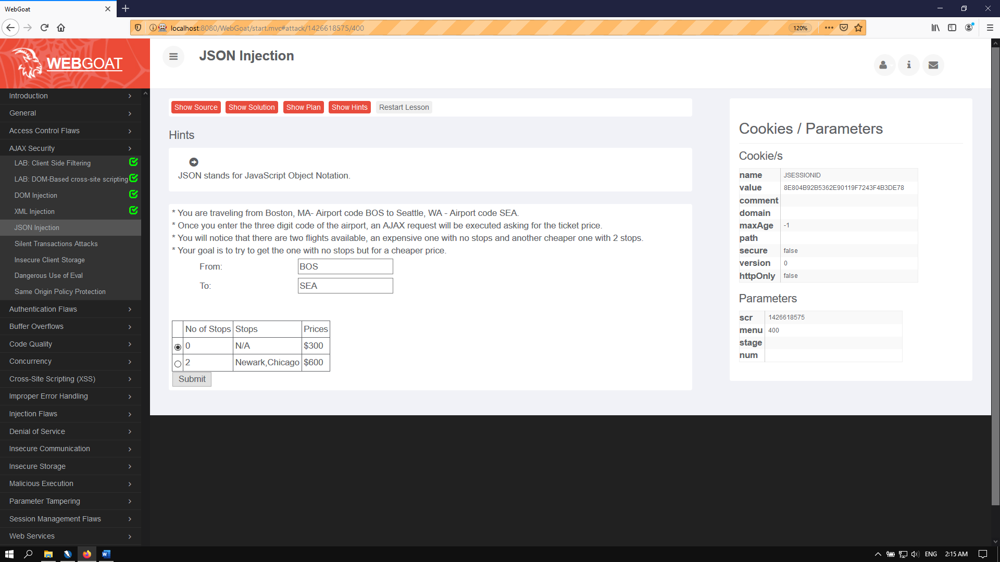 WebGoat
localhost:8080/WebGoat/start.mvc#attack/1426618575/400
120%
WEBGOAT
JSON Injection
Introduction
General
Access Control Flaws
AJAX Security
LAB: Client Side Filtering
LAB: DOM-Based cross-site scripting
DOM Injection
XML Injection
JSON Injection
Silent Transactions Attacks
Insecure Client Storage
Dangerous Use of Eval
Same Origin Policy Protection
Authentication Flaws
Buffer Overflows
Code Quality
Concurrency
Cross-Site Scripting (XSS)
Improper Error Handling
Injection Flaws
Denial of Service
Insecure Communication
Insecure Storage
Malicious Execution
Parameter Tampering
Session Management Flaws
Web Services
Show Source Show Solution Show Plan Show Hints Restart Lesson
Hints
JSON stands for JavaScript Object Notation.
* You are traveling from Boston, MA- Airport code BOS to Seattle, WA - Airport code SEA.
* Once you enter the three digit code of the airport, an AJAX request will be executed asking for the ticket price.
* You will notice that there are two flights available, an expensive one with no stops and another cheaper one with 2 stops.
* Your goal is to try to get the one with no stops but for a cheaper price.
From: BOS
To: SEA
No of Stops Stops Prices
0 N/A $300
2 Newark,Chicago $600
Submit
Cookies / Parameters
Cookie/s
name JSESSIONID
value 8E804B92B5362E90119F7243F4B3DE78
comment
domain
maxAge -1
path
secure false
version 0
httpOnly false
Parameters
scr 1426618575
menu 400
stage
num
ENG 2:15 AM